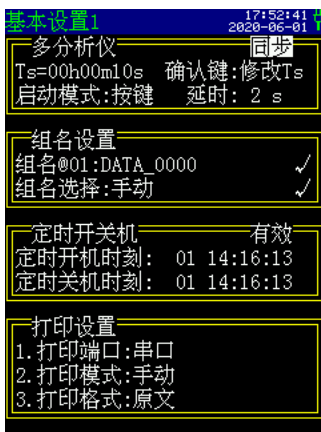 基本设置1
17:52:41
2020-06-01
多分析仪 同步
Ts=00h00m10s 确认键:修改Ts
启动模式:按键 延时: 2 s
组名设置
组名@01:DATA_0000 ✓
组名选择:手动 ✓
定时开关机 有效
定时开机时刻: 01 14:16:13
定时关机时刻: 01 14:16:13
打印设置
1.打印端口:串口
2.打印模式:手动
3.打印格式:原文